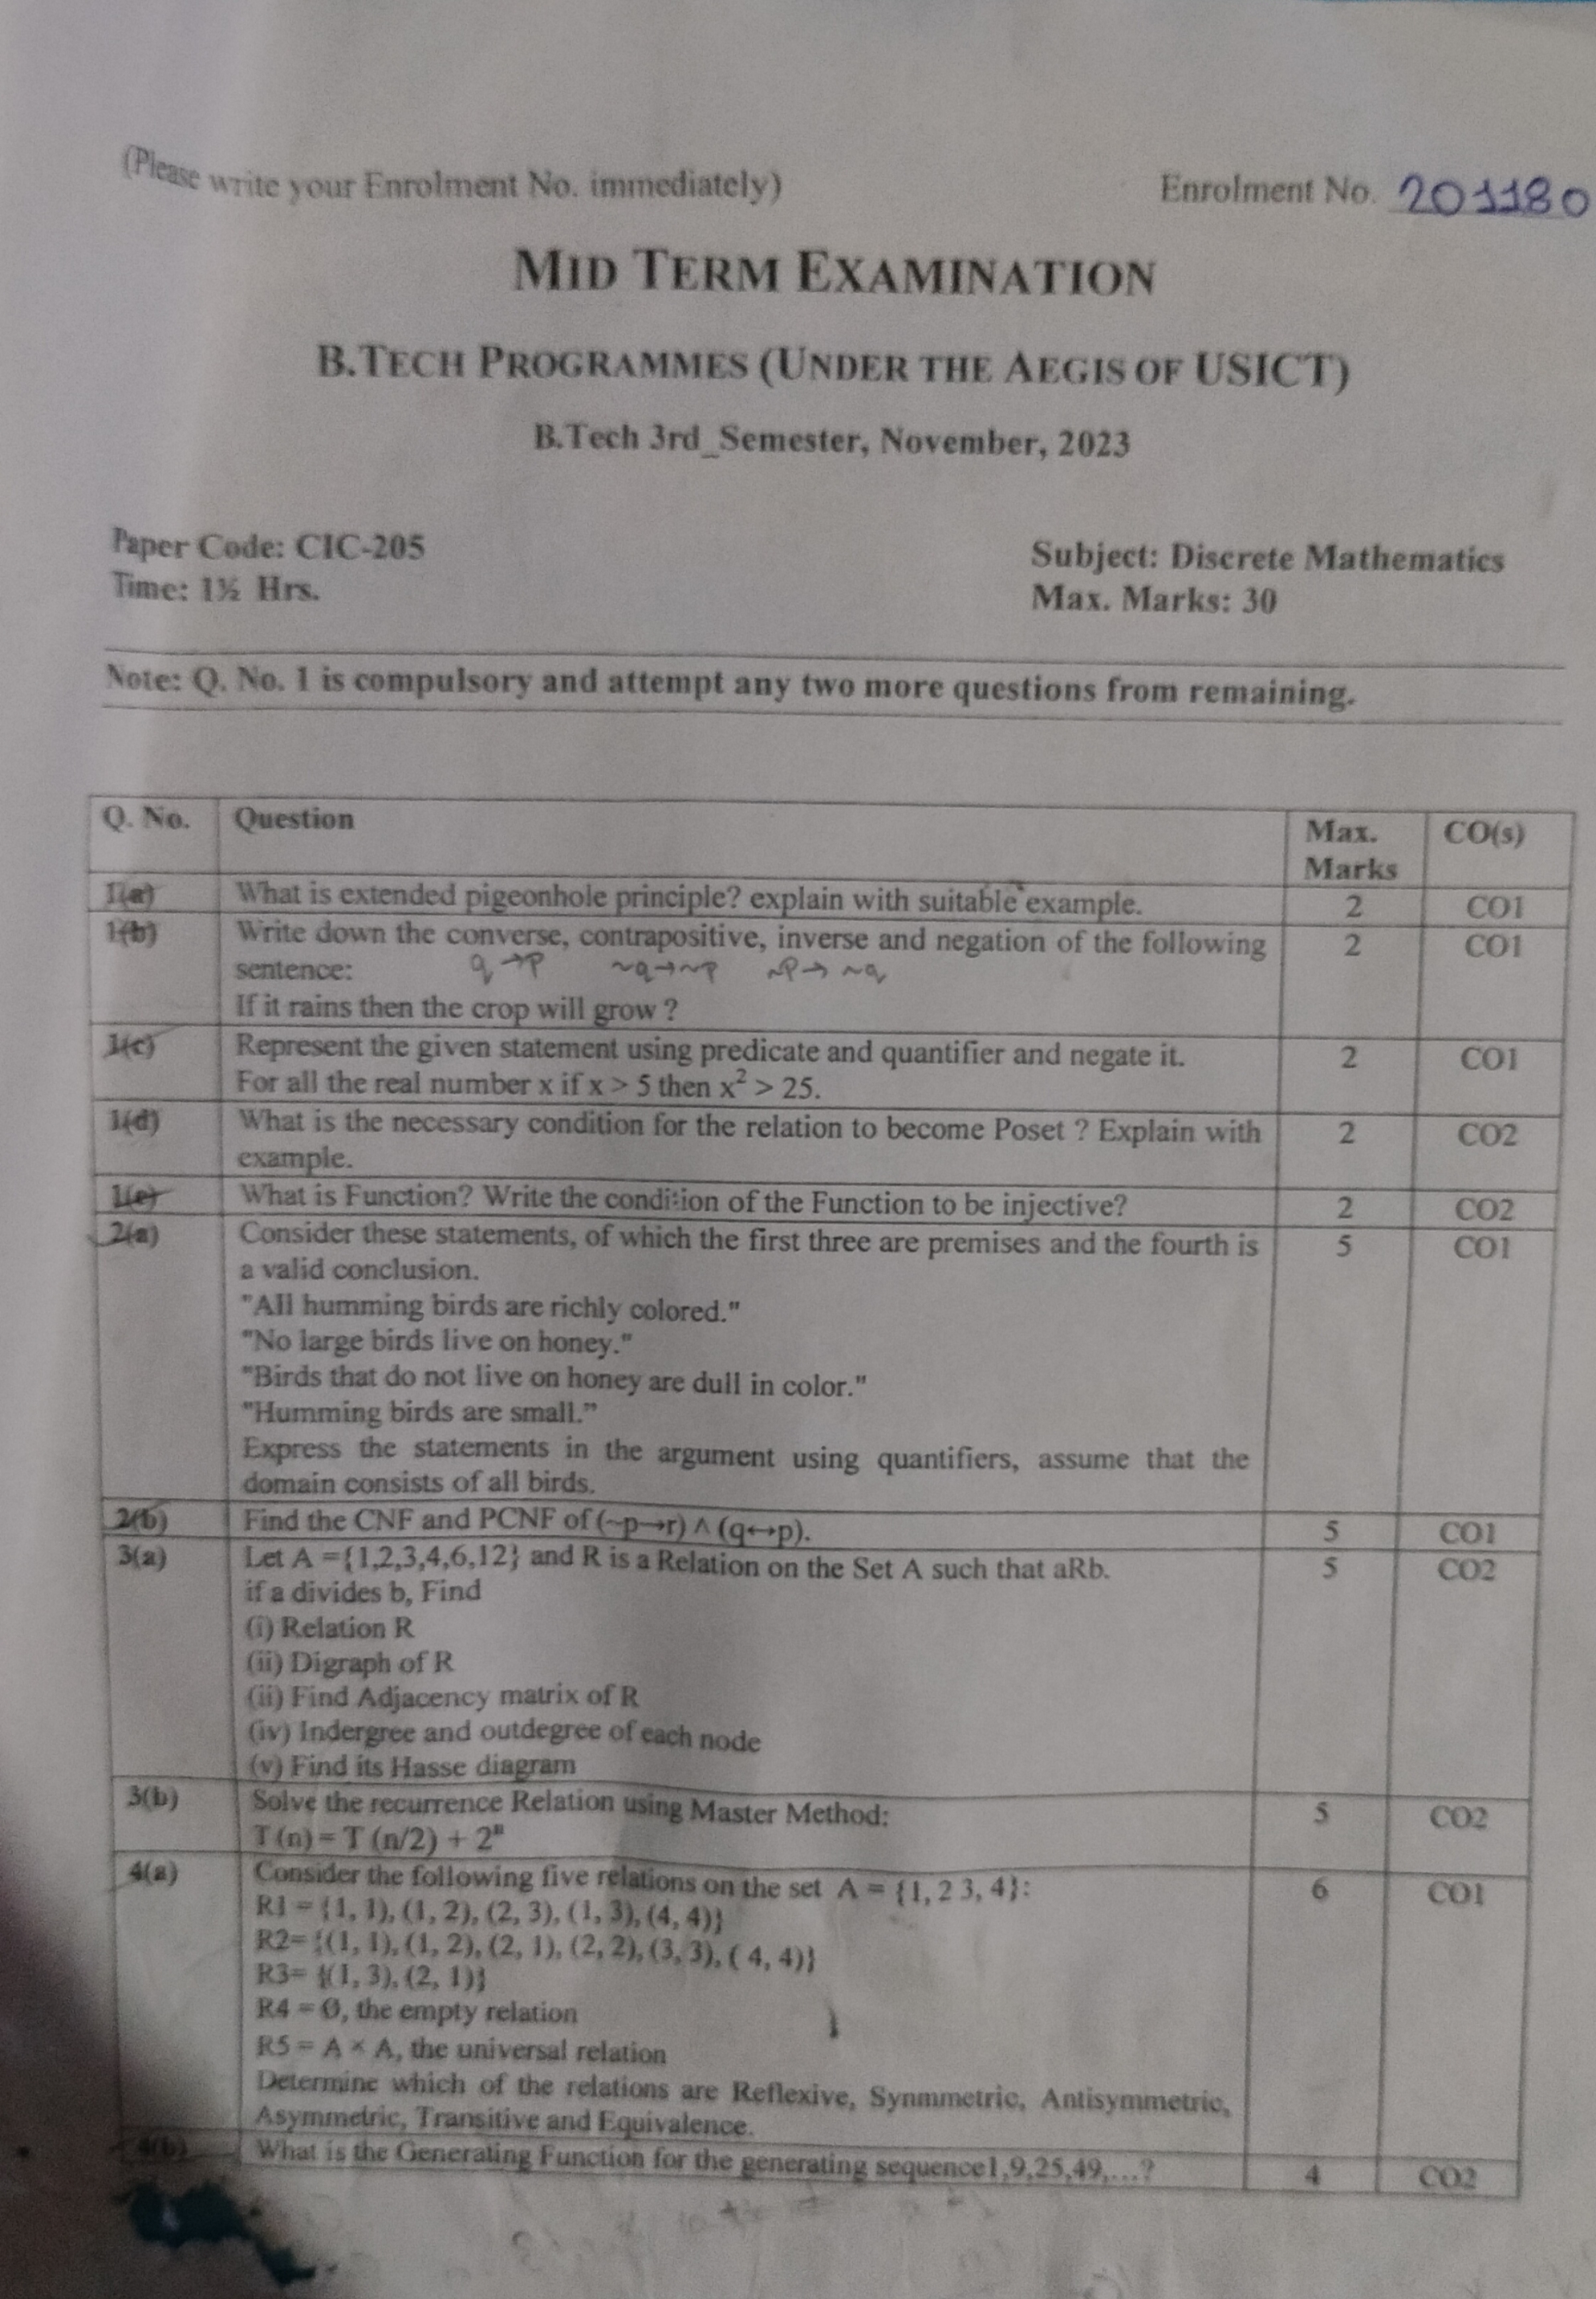 (Please write your Enrolment No. immediately) Enrolment No. 201180
MID TERM EXAMINATION
B.TECH PROGRAMMES (UNDER THE AEGIS OF USICT)
B.Tech 3rd_Semester, November, 2023
Paper Code: CIC-205 Subject: Discrete Mathematics
Time: 1½ Hrs. Max. Marks: 30
Note: Q. No. 1 is compulsory and attempt any two more questions from remaining.
Q. No. Question Max. Marks CO(s)
1(a) What is extended pigeonhole principle? explain with suitable example. 2 CO1
1(b) Write down the converse, contrapositive, inverse and negation of the following 2 CO1
sentence: q→p ~q→~p ~p→~q
If it rains then the crop will grow ?
1(c) Represent the given statement using predicate and quantifier and negate it. 2 CO1
For all the real number x if x > 5 then x² > 25.
1(d) What is the necessary condition for the relation to become Poset ? Explain with 2 CO2
example.
1(e) What is Function? Write the condition of the Function to be injective? 2 CO2
2(a) Consider these statements, of which the first three are premises and the fourth is 5 CO1
a valid conclusion.
"All humming birds are richly colored."
"No large birds live on honey."
"Birds that do not live on honey are dull in color."
"Humming birds are small."
Express the statements in the argument using quantifiers, assume that the
domain consists of all birds.
2(b) Find the CNF and PCNF of (~p→r) ∧ (q↔p). 5 CO1
3(a) Let A ={1,2,3,4,6,12} and R is a Relation on the Set A such that aRb. 5 CO2
if a divides b, Find
(i) Relation R
(ii) Digraph of R
(ii) Find Adjacency matrix of R
(iv) Indergree and outdegree of each node
(v) Find its Hasse diagram
3(b) Solve the recurrence Relation using Master Method: 5 CO2
T (n) = T (n/2) + 2ⁿ
4(a) Consider the following five relations on the set A = {1, 2 3, 4}: 6 CO1
R1 = {1, 1), (1, 2), (2, 3), (1, 3), (4, 4)}
R2= {(1, 1), (1, 2), (2, 1), (2, 2), (3, 3), ( 4, 4)}
R3= {(1, 3), (2, 1)}
R4 = Ø, the empty relation
R5 = A × A, the universal relation
Determine which of the relations are Reflexive, Synmmetric, Antisymmetric,
Asymmetric, Transitive and Equivalence.
4(b) What is the Generating Function for the generating sequence1,9,25,49,...? 4 CO2